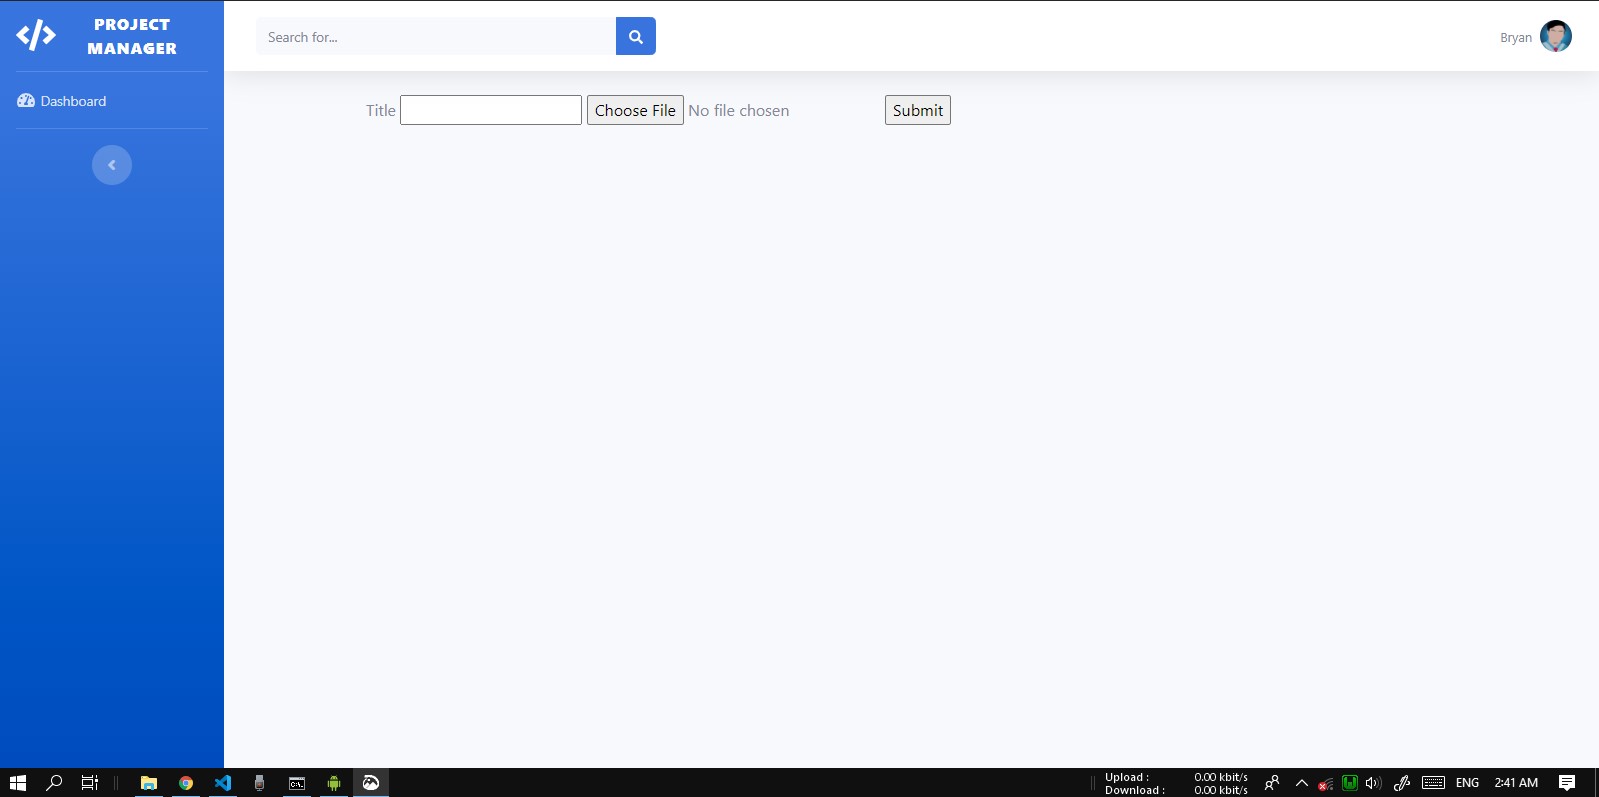 PROJECT
MANAGER
Search for...
Bryan
Dashboard
Title
Choose File
No file chosen
Submit
Upload : 0.00 kbit/s
Download : 0.00 kbit/s
ENG
2:41 AM